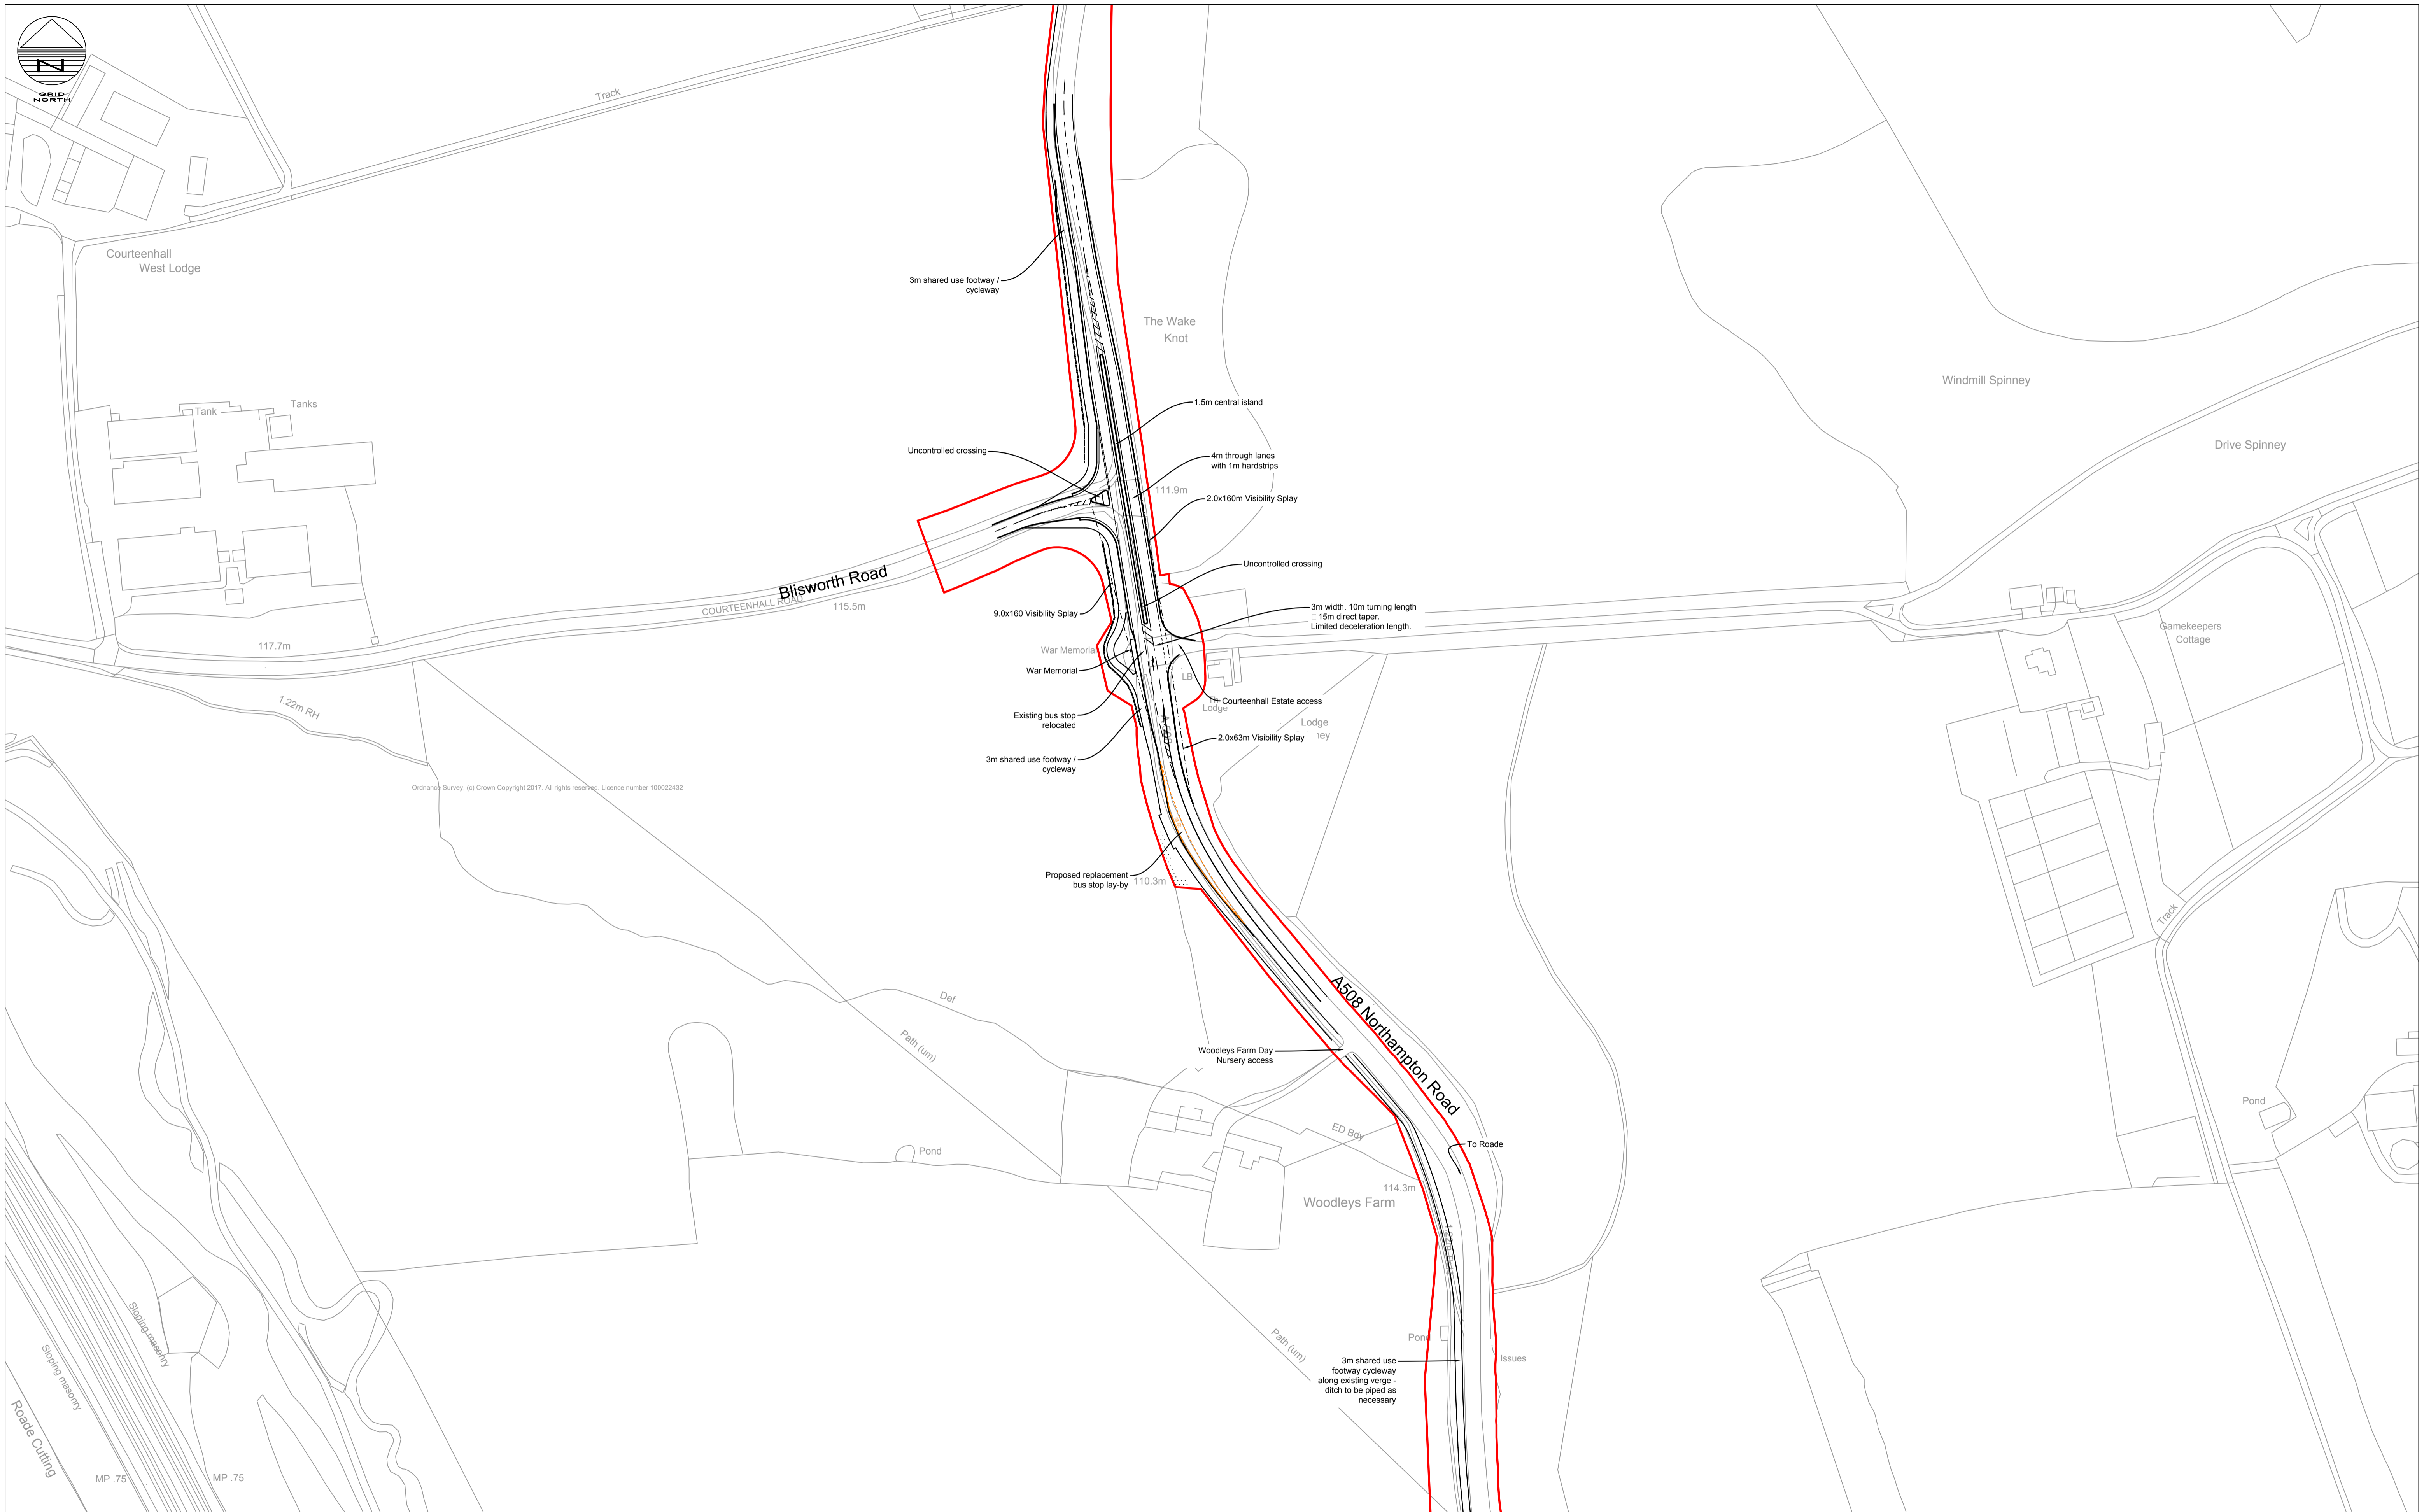 N
GRID
NORTH
Track
Courteenhall
West Lodge
3m shared use footway /
cycleway
The Wake
Knot
Windmill Spinney
Tank
Tanks
1.5m central island
Drive Spinney
Uncontrolled crossing
4m through lanes
with 1m hardstrips
111.9m
2.0x160m Visibility Splay
Uncontrolled crossing
Blisworth Road
COURTEENHALL ROAD
115.5m
9.0x160 Visibility Splay
3m width. 10m turning length
15m direct taper.
Limited deceleration length.
Gamekeepers
Cottage
117.7m
War Memorial
War Memorial
LB
1.22m RH
Courteenhall Estate access
Lodge
Existing bus stop
relocated
Lodge
2.0x63m Visibility Splay
3m shared use footway /
cycleway
Ordnance Survey, (c) Crown Copyright 2017. All rights reserved. Licence number 100022432
Proposed replacement
bus stop lay-by
110.3m
Track
Def
A508 Northampton Road
Path (um)
Woodleys Farm Day
Nursery access
Pond
ED Bdy
To Roade
Pond
114.3m
Woodleys Farm
Sloping masonry
Sloping masonry
Path (um)
Pond
Issues
3m shared use
footway cycleway
along existing verge -
ditch to be piped as
necessary
Roade Cutting
MP .75
MP .75